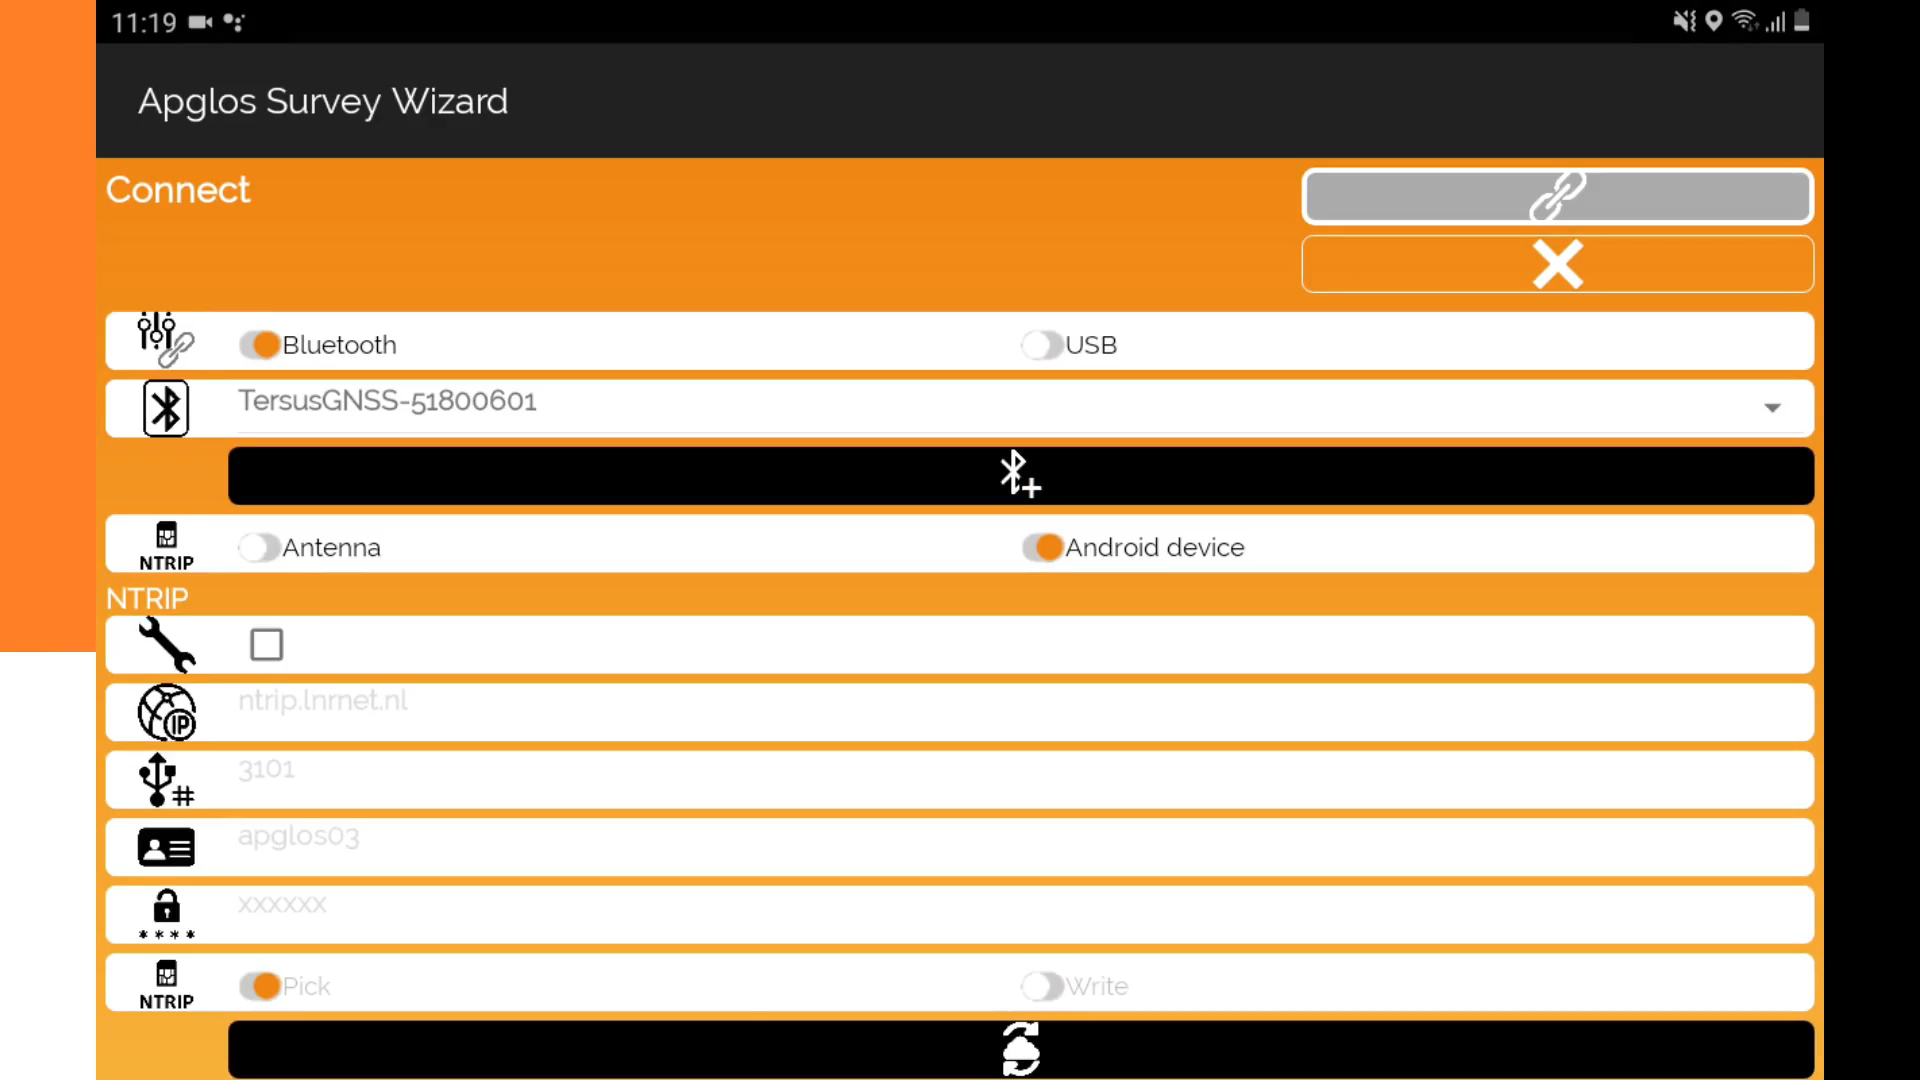 11:19
Apglos Survey Wizard
Connect
Bluetooth USB
TersusGNSS-51800601
NTRIP Antenna Android device
NTRIP
IP ntrip.lnrnet.nl
# 3101
apglos03
**** xxxxxx
NTRIP Pick Write